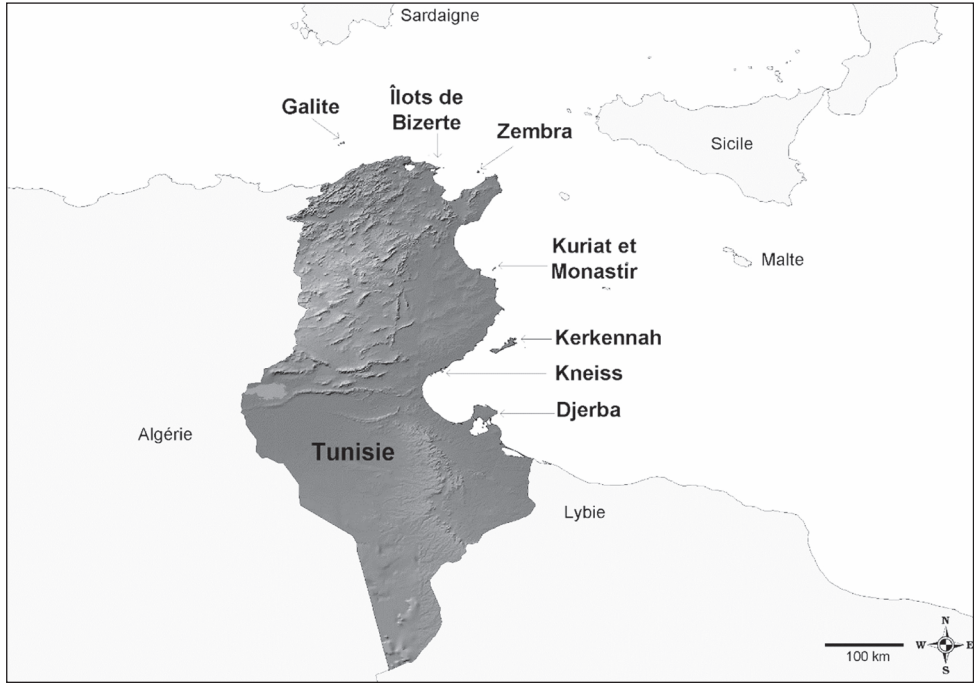 Sardaigne
Galite
Îlots de
Bizerte
Zembra
Sicile
Kuriat et
Monastir
Malte
Kerkennah
Kneiss
Djerba
Algérie
Tunisie
Lybie
N
W
E
S
100 km